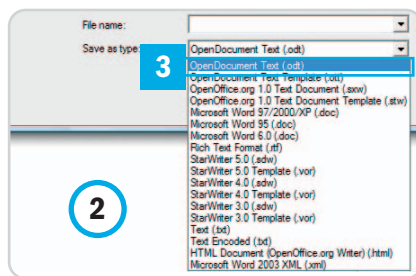 File name:
Save as type: OpenDocument Text (.odt)
3
OpenDocument Text (.odt)
OpenDocument Text Template (.ott)
OpenOffice.org 1.0 Text Document (.sxw)
OpenOffice.org 1.0 Text Document Template (.stw)
Microsoft Word 97/2000/XP (.doc)
Microsoft Word 95 (.doc)
Microsoft Word 6.0 (.doc)
Rich Text Format (.rtf)
StarWriter 5.0 (.sdw)
StarWriter 5.0 Template (.vor)
StarWriter 4.0 (.sdw)
StarWriter 4.0 Template (.vor)
StarWriter 3.0 (.sdw)
StarWriter 3.0 Template (.vor)
Text (.txt)
Text Encoded (.txt)
HTML Document (OpenOffice.org Writer) (.html)
Microsoft Word 2003 XML (.xml)
2